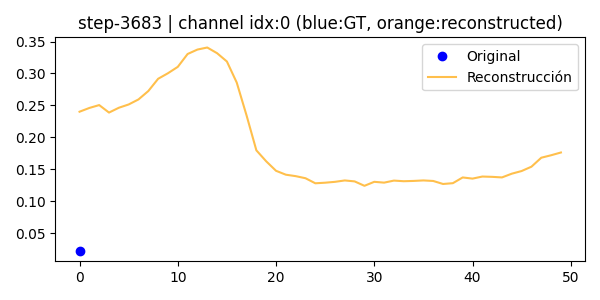 step-3683 | channel idx:0 (blue:GT, orange:reconstructed)
Original
Reconstrucción
0.35
0.30
0.25
0.20
0.15
0.10
0.05
0 10 20 30 40 50